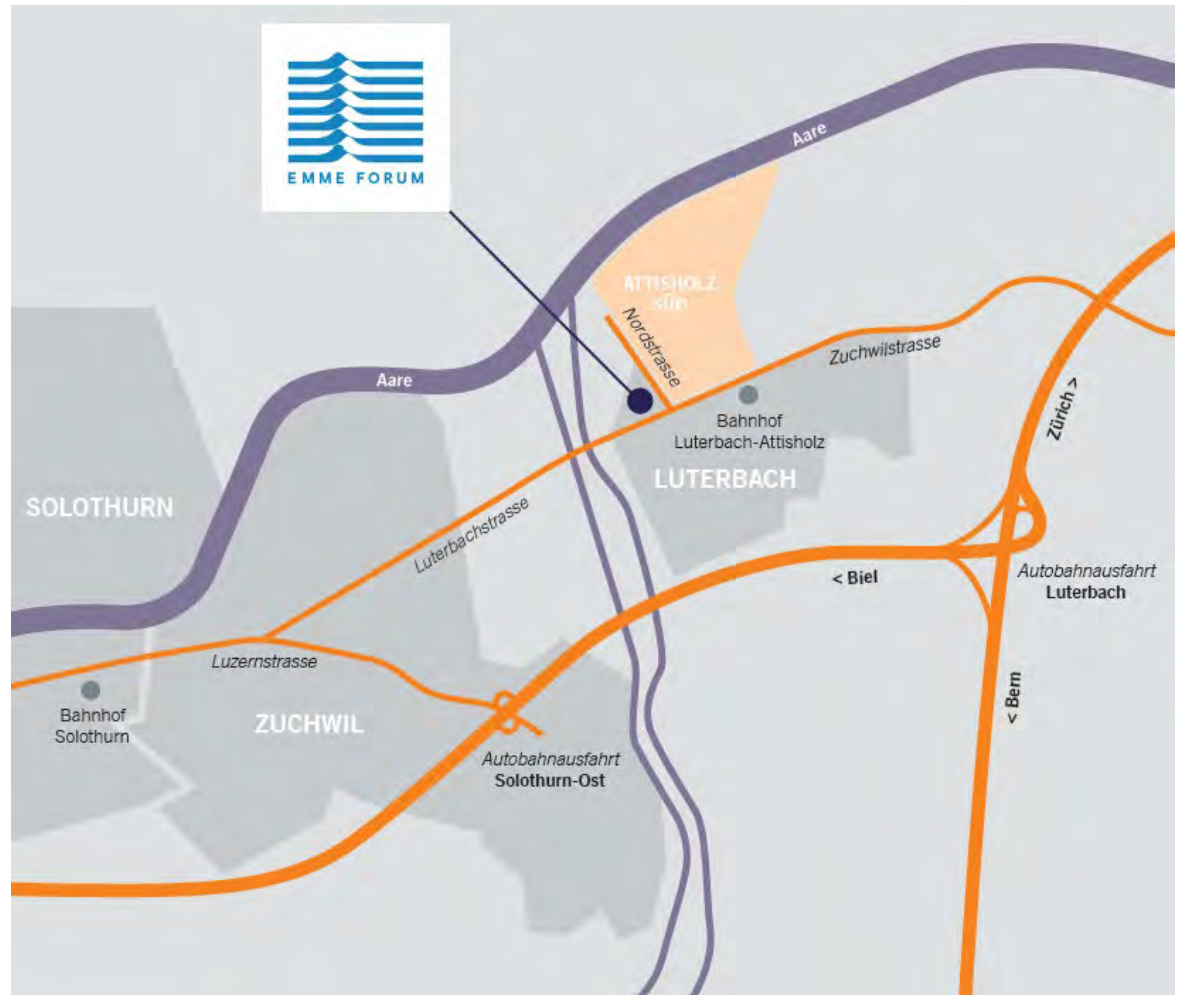 EMME FORUM
Aare
ATTISHOLZ
SÜD
Nordstrasse
Zuchwilstrasse
Aare
Bahnhof
Luterbach-Attisholz
Zürich >
LUTERBACH
SOLOTHURN
Luterbachstrasse
< Biel
Autobahnausfahrt
Luterbach
Luzernstrasse
< Bern
Bahnhof
Solothurn
ZUCHWIL
Autobahnausfahrt
Solothurn-Ost